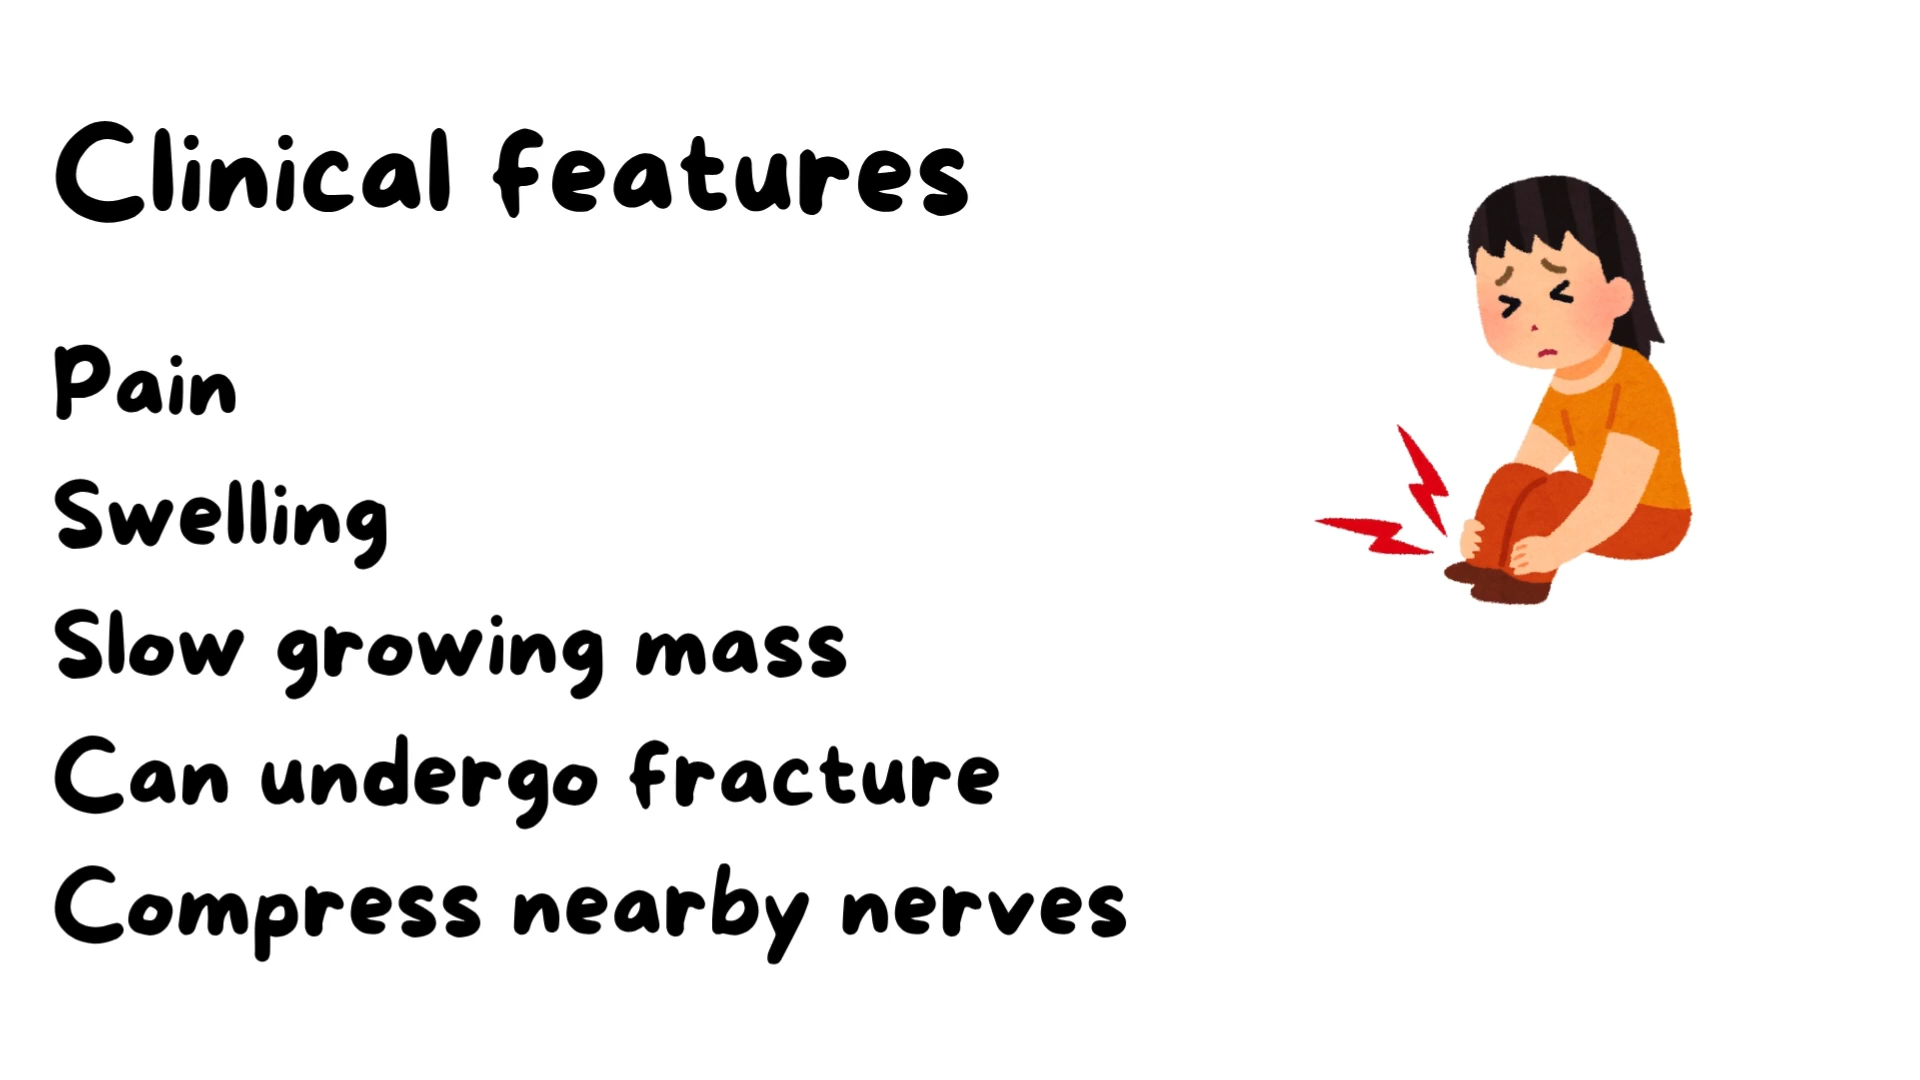 Clinical features
Pain
Swelling
Slow growing mass
Can undergo fracture
Compress nearby nerves